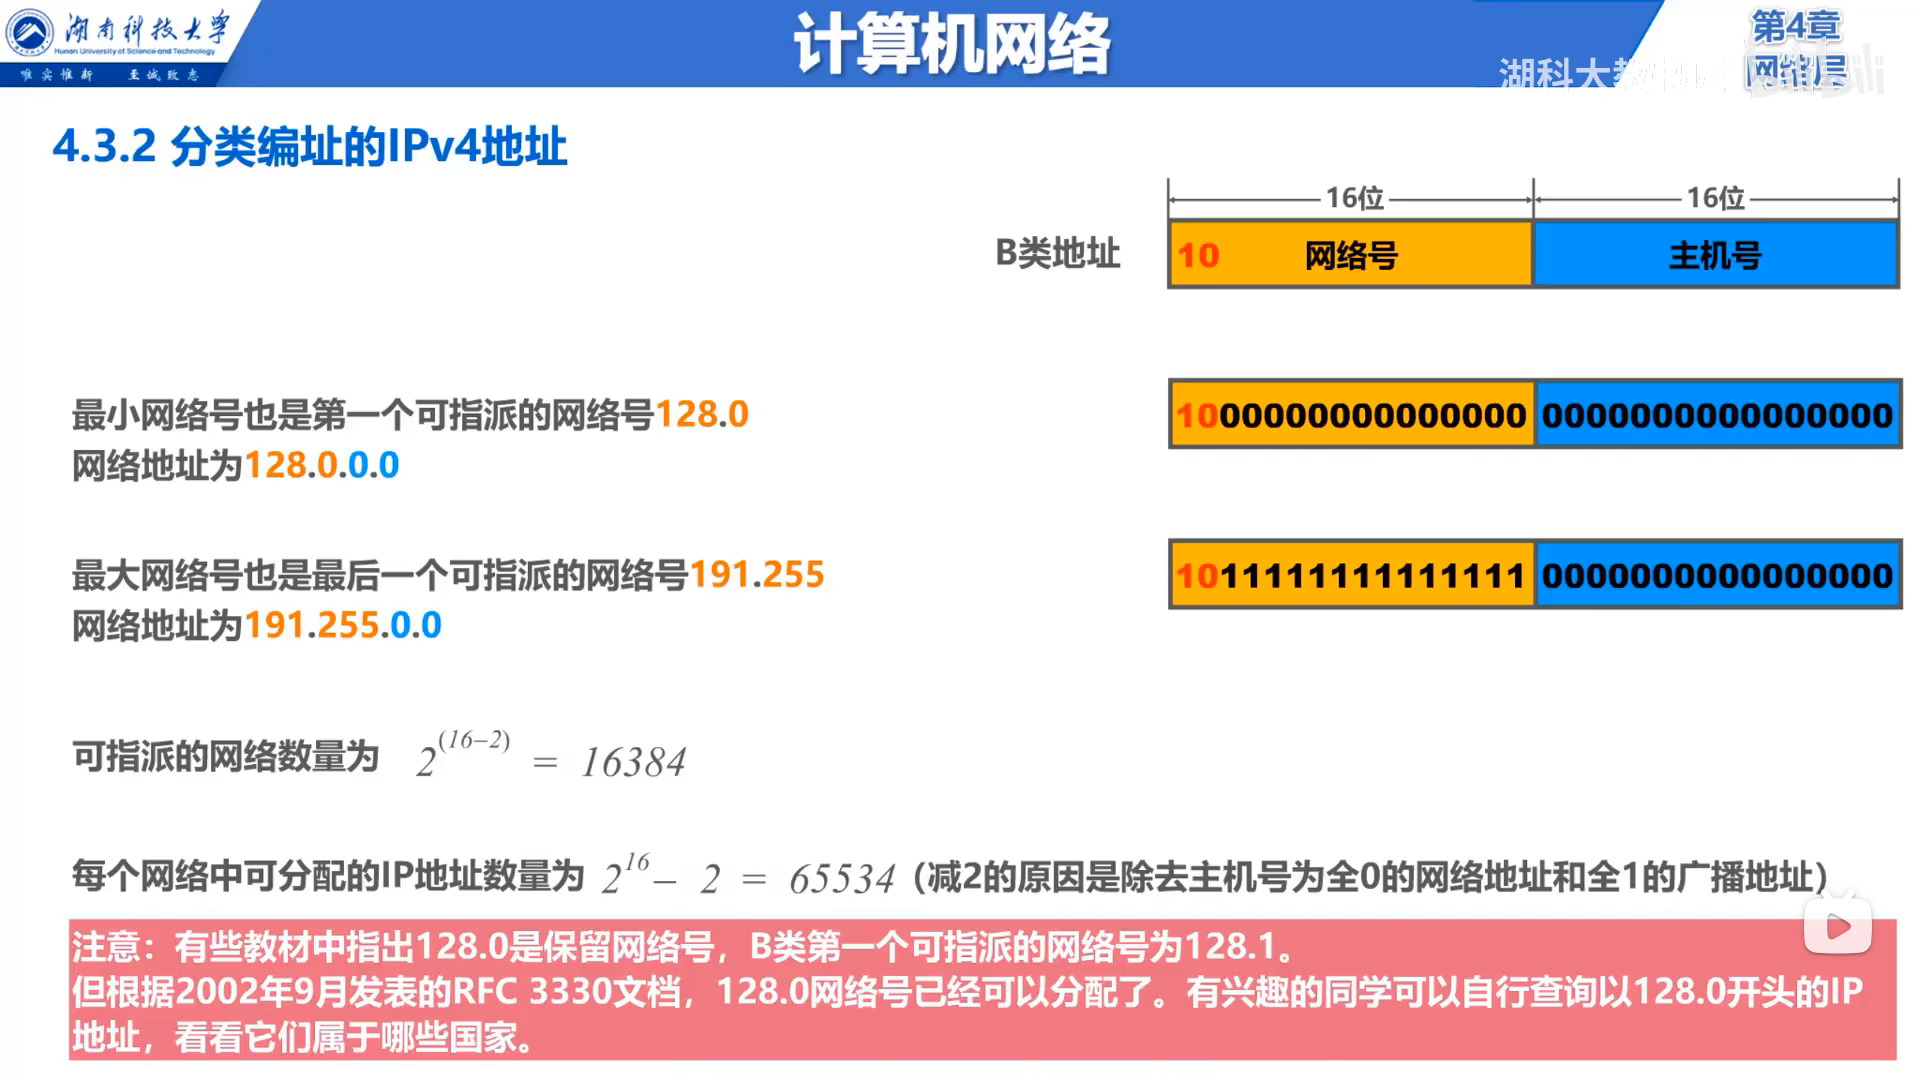 湖南科技大学
Hunan University of Science and Technology
唯实惟新 至诚致志
计算机网络
第4章
网络层
湖科大教
4.3.2 分类编址的IPv4地址
16位 16位
B类地址 10 网络号 主机号
最小网络号也是第一个可指派的网络号128.0
网络地址为128.0.0.0
1000000000000000 0000000000000000
最大网络号也是最后一个可指派的网络号191.255
网络地址为191.255.0.0
1011111111111111 0000000000000000
可指派的网络数量为 2^(16-2) = 16384
每个网络中可分配的IP地址数量为 2^16 - 2 = 65534（减2的原因是除去主机号为全0的网络地址和全1的广播地址）
注意：有些教材中指出128.0是保留网络号，B类第一个可指派的网络号为128.1。
但根据2002年9月发表的RFC 3330文档，128.0网络号已经可以分配了。有兴趣的同学可以自行查询以128.0开头的IP
地址，看看它们属于哪些国家。